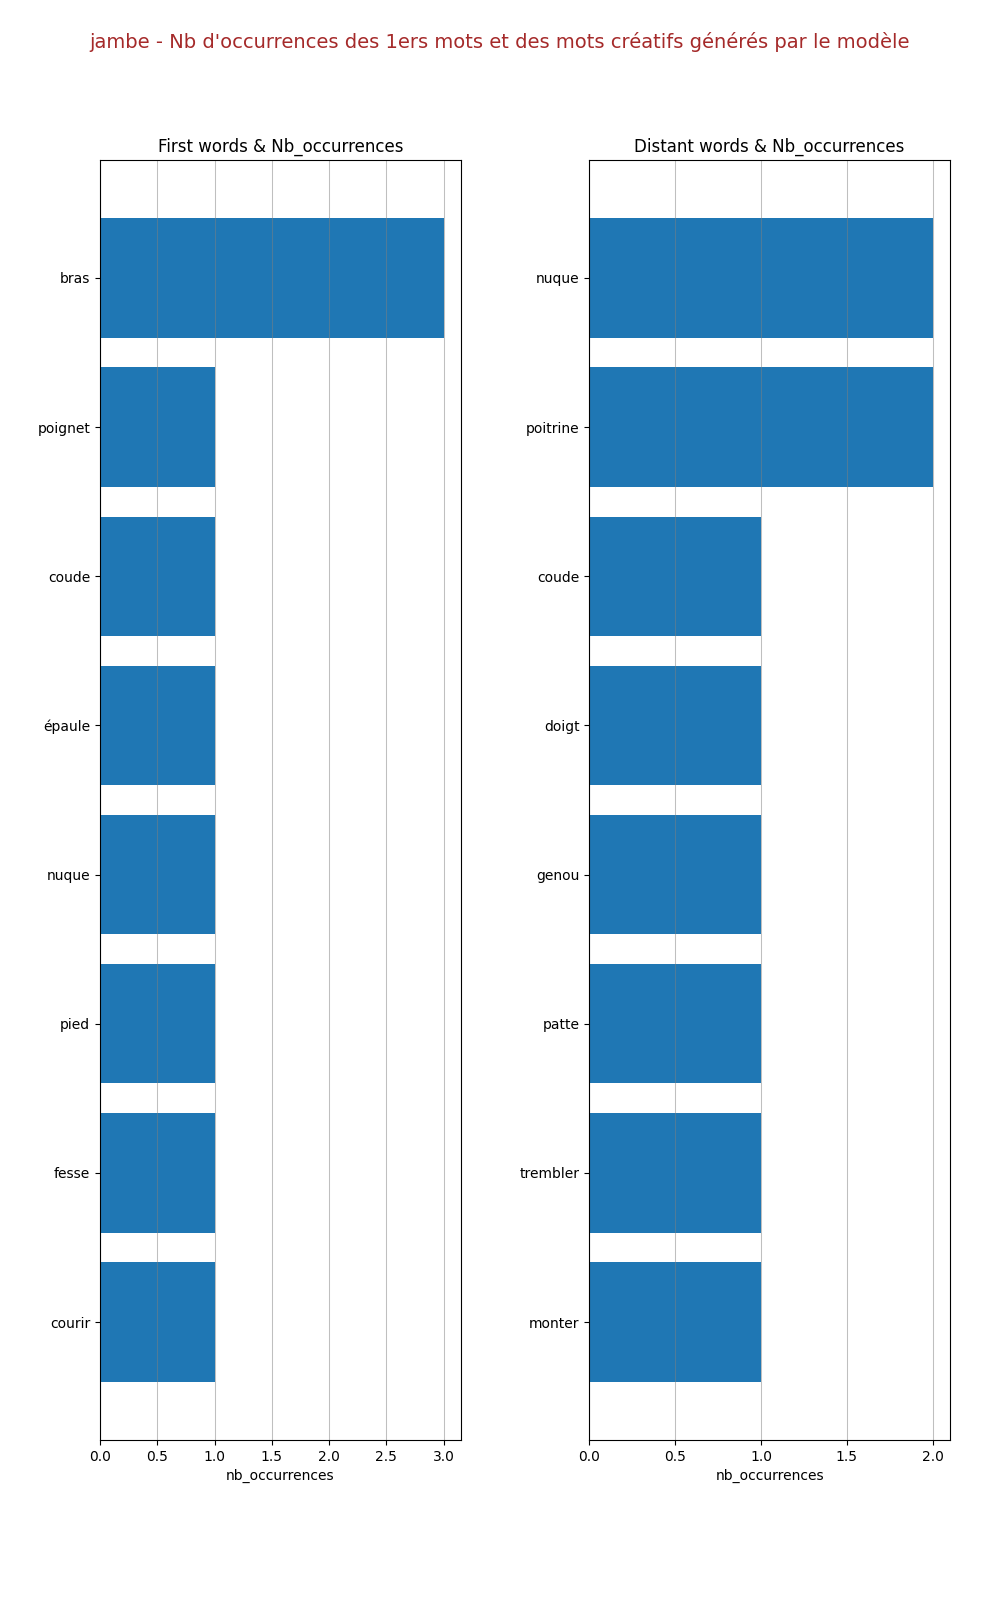 jambe - Nb d'occurrences des 1ers mots et des mots créatifs générés par le modèle
First words & Nb_occurrences
bras
poignet
coude
épaule
nuque
pied
fesse
courir
0.0 0.5 1.0 1.5 2.0 2.5 3.0
nb_occurrences
Distant words & Nb_occurrences
nuque
poitrine
coude
doigt
genou
patte
trembler
monter
0.0 0.5 1.0 1.5 2.0
nb_occurrences